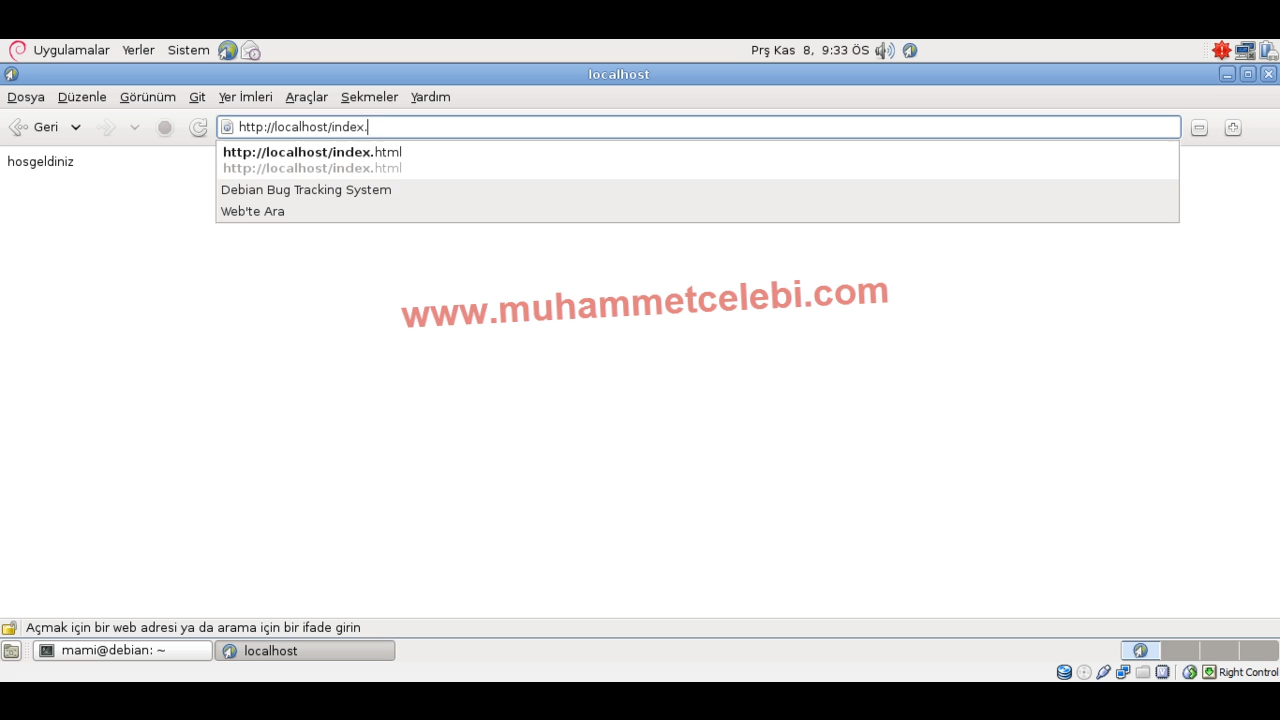 Uygulamalar Yerler Sistem Prş Kas 8, 9:33 ÖS
localhost
Dosya Düzenle Görünüm Git Yer İmleri Araçlar Sekmeler Yardım
Geri http://localhost/index.
http://localhost/index.html
http://localhost/index.html
hosgeldiniz
Debian Bug Tracking System
Web'te Ara
www.muhammetcelebi.com
Açmak için bir web adresi ya da arama için bir ifade girin
mami@debian: ~ localhost
Right Control